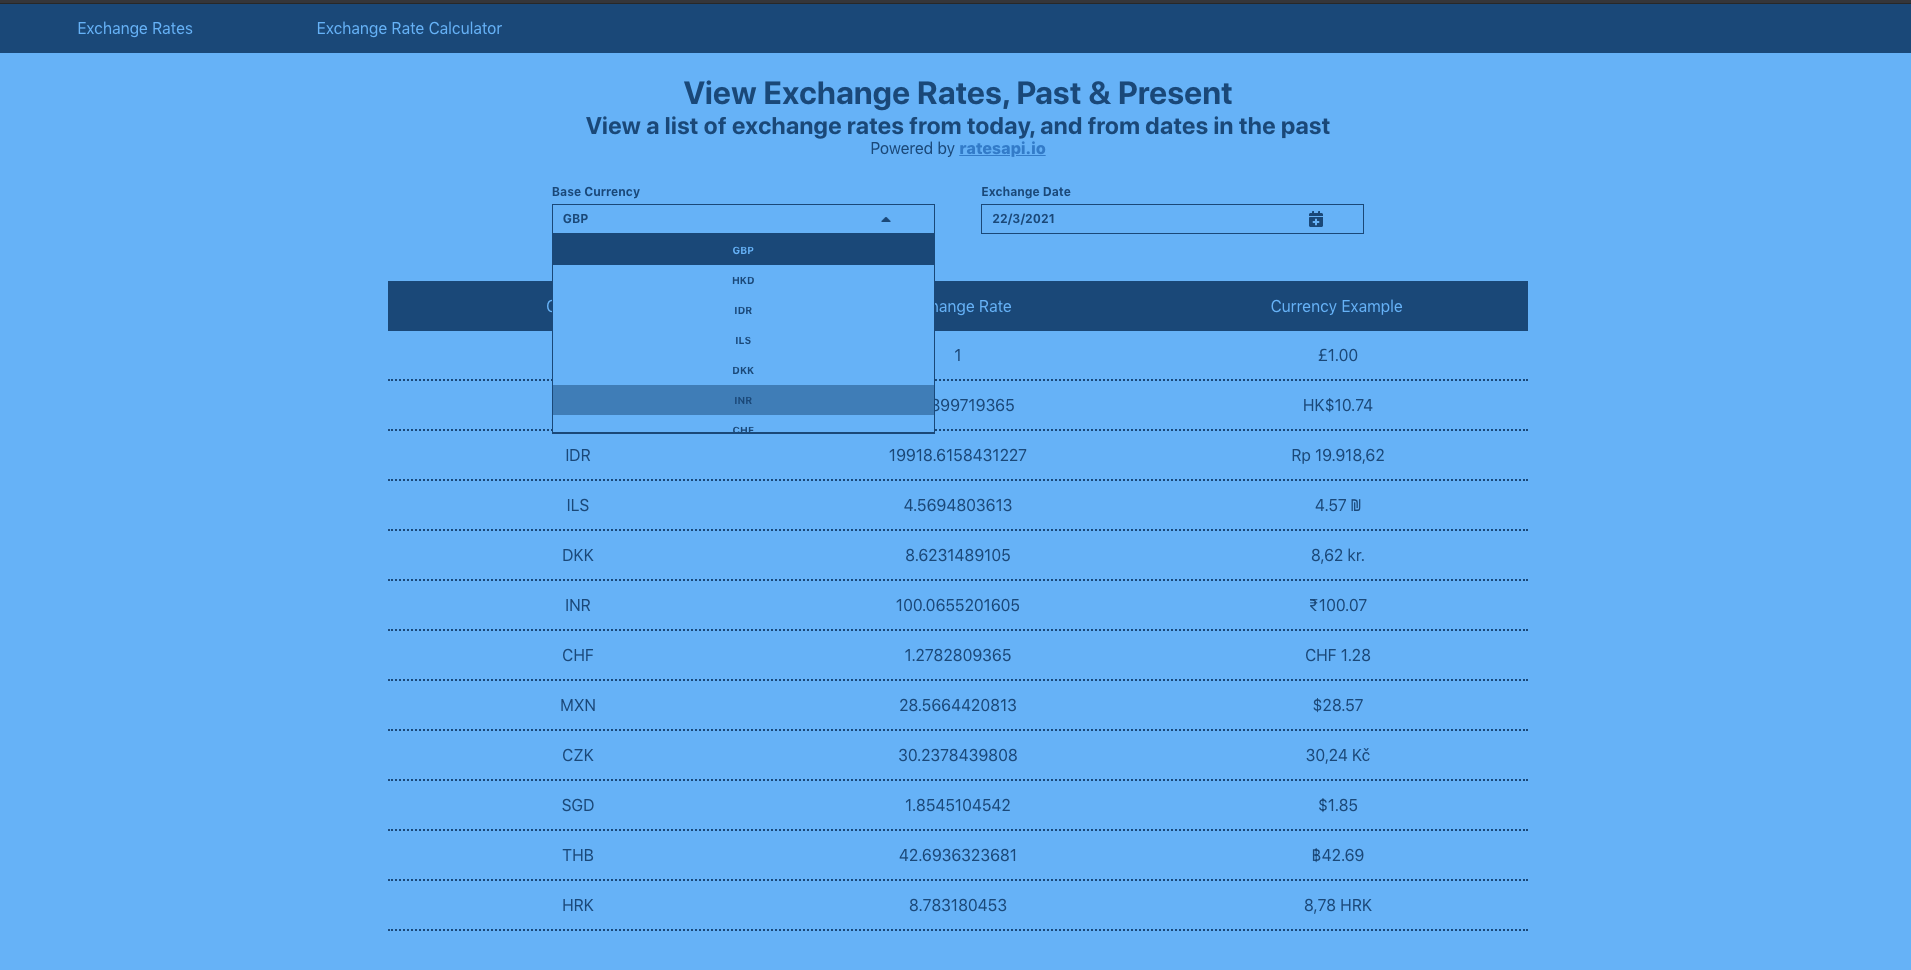 Exchange Rates Exchange Rate Calculator
View Exchange Rates, Past & Present
View a list of exchange rates from today, and from dates in the past
Powered by ratesapi.io
Base Currency Exchange Date
GBP 22/3/2021
GBP
HKD
IDR
ILS
DKK
INR
CHF
hange Rate Currency Example
1 £1.00
399719365 HK$10.74
IDR 19918.6158431227 Rp 19.918,62
ILS 4.5694803613 4.57 ₪
DKK 8.6231489105 8,62 kr.
INR 100.0655201605 ₹100.07
CHF 1.2782809365 CHF 1.28
MXN 28.5664420813 $28.57
CZK 30.2378439808 30,24 Kč
SGD 1.8545104542 $1.85
THB 42.6936323681 ฿42.69
HRK 8.783180453 8,78 HRK